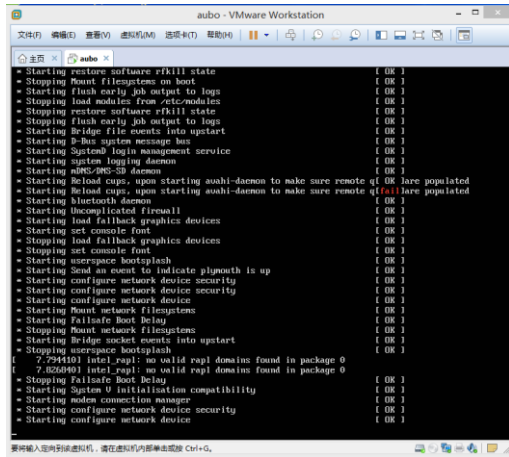 aubo - VMware Workstation
文件(F) 编辑(E) 查看(V) 虚拟机(M) 选项卡(T) 帮助(H)
主页 aubo
* Starting restore software rfkill state [ OK ]
* Stopping Mount filesystems on boot [ OK ]
* Starting flush early job output to logs [ OK ]
* Stopping load modules from /etc/modules [ OK ]
* Stopping restore software rfkill state [ OK ]
* Stopping flush early job output to logs [ OK ]
* Starting Bridge file events into upstart [ OK ]
* Starting D-Bus system message bus [ OK ]
* Starting SystemD login management service [ OK ]
* Starting system logging daemon [ OK ]
* Starting mDNS/DNS-SD daemon [ OK ]
* Starting Reload cups, upon starting avahi-daemon to make sure remote q[ OK ]are populated
* Starting Reload cups, upon starting avahi-daemon to make sure remote q[fail]are populated
* Starting bluetooth daemon [ OK ]
* Starting Uncomplicated firewall [ OK ]
* Starting load fallback graphics devices [ OK ]
* Starting set console font [ OK ]
* Stopping load fallback graphics devices [ OK ]
* Stopping set console font [ OK ]
* Starting userspace bootsplash [ OK ]
* Starting Send an event to indicate plymouth is up [ OK ]
* Starting configure network device security [ OK ]
* Starting configure network device security [ OK ]
* Starting configure network device [ OK ]
* Starting Mount network filesystems [ OK ]
* Starting Failsafe Boot Delay [ OK ]
* Stopping Mount network filesystems [ OK ]
* Starting Bridge socket events into upstart [ OK ]
* Stopping userspace bootsplash [ OK ]
[ 7.794410] intel_rapl: no valid rapl domains found in package 0
[ 7.826840] intel_rapl: no valid rapl domains found in package 0
* Stopping Failsafe Boot Delay [ OK ]
* Starting System V initialisation compatibility [ OK ]
* Starting modem connection manager [ OK ]
* Starting configure network device security [ OK ]
* Starting configure network device [ OK ]
要将输入定向到该虚拟机，请在虚拟机内部单击或按 Ctrl+G。